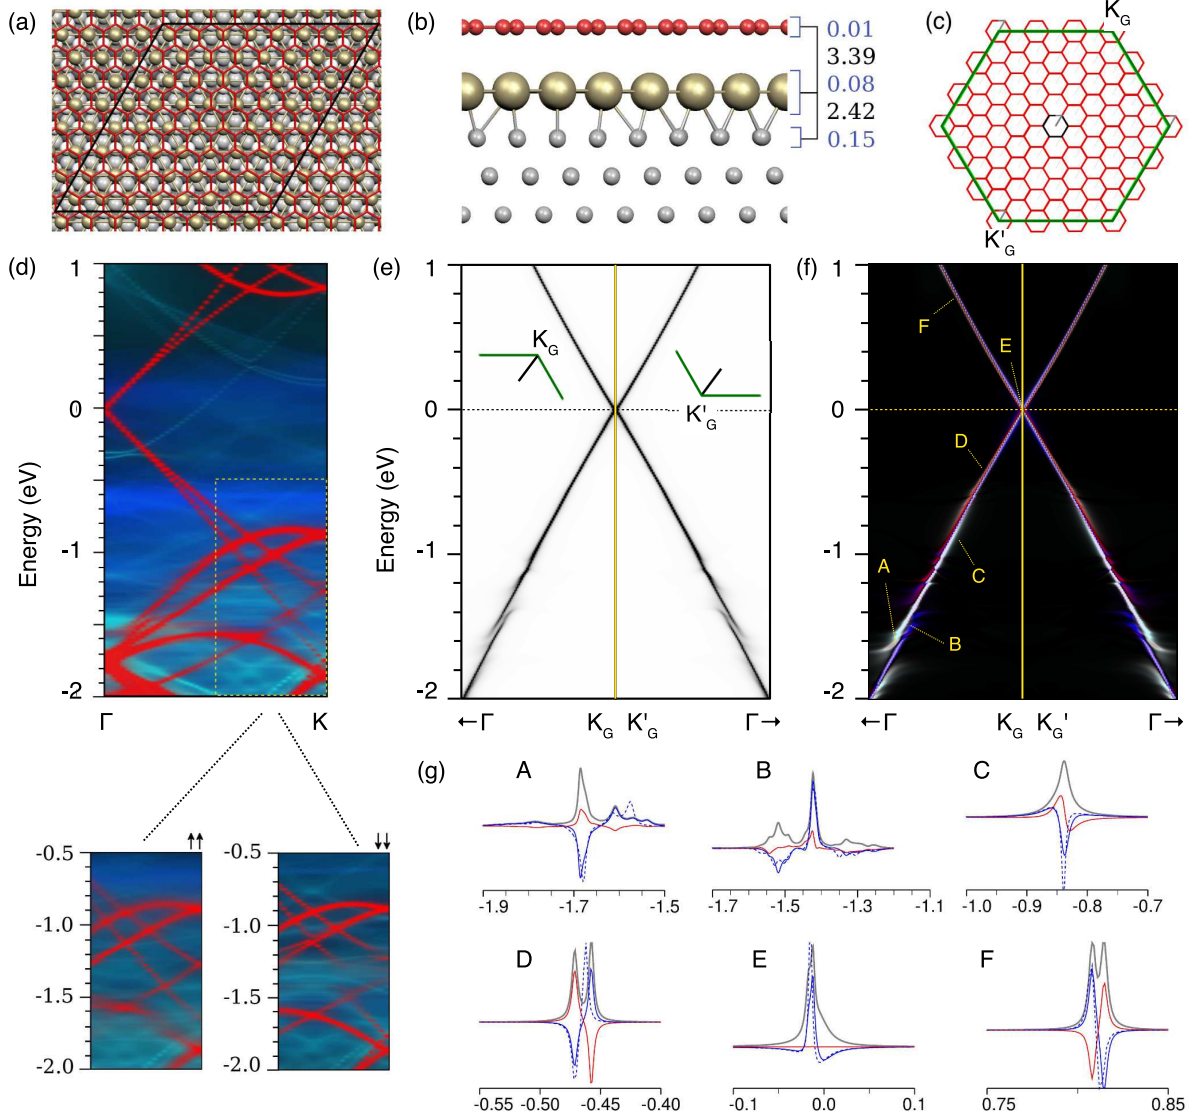 (a)
(b)
0.01
3.39
0.08
2.42
0.15
(c)
K_G
K'_G
(d)
Energy (eV)
1
0
-1
-2
Γ
K
(e)
Energy (eV)
1
0
-1
-2
K_G
K'_G
←Γ
K_G K'_G
Γ→
(f)
1
0
-1
-2
F
E
D
A
C
B
←Γ
K_G K_G'
Γ→
↑↑
-0.5
-1.0
-1.5
-2.0
↓↓
-0.5
-1.0
-1.5
-2.0
(g)
A
-1.9 -1.7 -1.5
B
-1.7 -1.5 -1.3 -1.1
C
-1.0 -0.9 -0.8 -0.7
D
-0.55 -0.50 -0.45 -0.40
E
-0.1 0.0 0.1
F
0.8 0.85